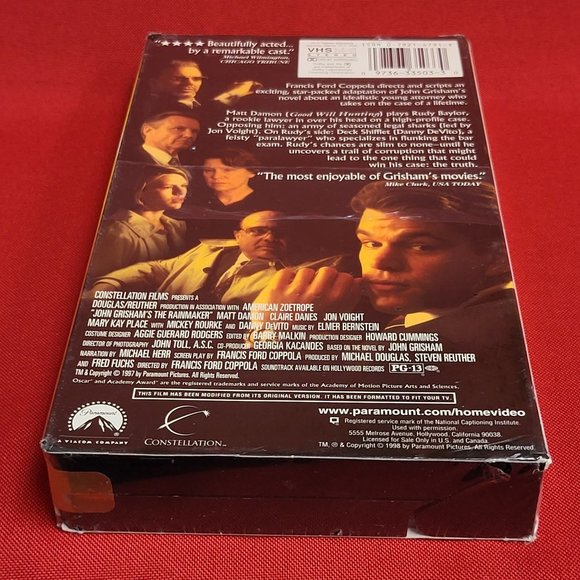 "★★★★ Beautifully acted...
by a remarkable cast."
Michael Wilmington,
CHICAGO TRIBUNE
VHS
STEREO
ISBN 0-7921-
9736-33503-3 0
Francis Ford Coppola directs and scripts an
exciting, star-packed adaptation of John Grisham's
novel about an idealistic young attorney who
takes on the case of a lifetime.
Matt Damon (Good Will Hunting) plays Rudy Baylor,
a rookie lawyer in over his head on a high-profile case.
Opposing him: an army of seasoned legal sharks (led by
Jon Voight). On Rudy's side: Deck Shifflet (Danny DeVito), a
feisty "paralawyer" who specializes in flunking the bar
exam. Rudy's chances are slim to none—until he
uncovers a trail of corruption that might
lead to the one thing that could
win his case: the truth.
"The most enjoyable of Grisham's movies."
Mike Clark, USA TODAY
CONSTELLATION FILMS PRESENTS A
DOUGLAS/REUTHER PRODUCTION IN ASSOCIATION WITH AMERICAN ZOETROPE
"JOHN GRISHAM'S THE RAINMAKER" MATT DAMON CLAIRE DANES JON VOIGHT
MARY KAY PLACE WITH MICKEY ROURKE AND DANNY DeVITO MUSIC BY ELMER BERNSTEIN
COSTUME DESIGNER AGGIE GUERARD RODGERS EDITED BY BARRY MALKIN PRODUCTION DESIGNER HOWARD CUMMINGS
DIRECTOR OF PHOTOGRAPHY JOHN TOLL, A.S.C. CO-PRODUCER GEORGIA KACANDES BASED ON THE NOVEL BY JOHN GRISHAM
NARRATION BY MICHAEL HERR SCREEN PLAY BY FRANCIS FORD COPPOLA PRODUCED BY MICHAEL DOUGLAS, STEVEN REUTHER
AND FRED FUCHS DIRECTED BY FRANCIS FORD COPPOLA SOUNDTRACK AVAILABLE ON HOLLYWOOD RECORDS PG-13
TM & Copyright © 1997 by Paramount Pictures. All Rights Reserved.
Oscar® and Academy Award® are the registered trademarks and service marks of the Academy of Motion Picture Arts and Sciences.
THIS FILM HAS BEEN MODIFIED FROM ITS ORIGINAL VERSION. IT HAS BEEN FORMATTED TO FIT YOUR TV.
Paramount
A VIACOM COMPANY
CONSTELLATION™
www.paramount.com/homevideo
Registered service mark of the National Captioning Institute.
Used with permission.
5555 Melrose Avenue, Hollywood, California 90038.
Licensed for Sale Only in U.S. and Canada.
TM, ® & Copyright © 1998 by Paramount Pictures. All Rights Reserved.